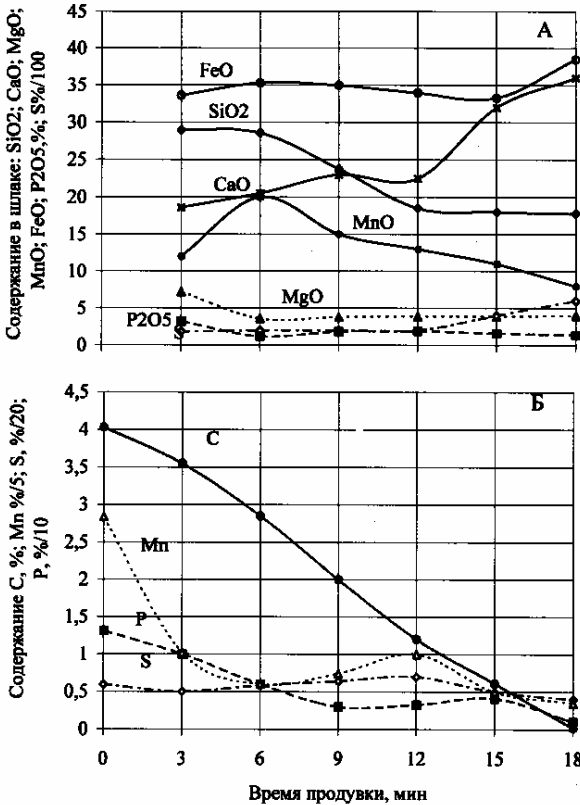 Содержание в шлаке: SiO2; CaO; MgO;
MnO; FeO; P2O5,%; S%/100
45
40
35
30
25
20
15
10
5
0
А
FeO
SiO2
CaO
MnO
MgO
P2O5
S
Содержание C, %; Mn %/5; S, %/20;
P, %/10
4,5
4
3,5
3
2,5
2
1,5
1
0,5
0
Б
C
Mn
P
S
0 3 6 9 12 15 18
Время продувки, мин